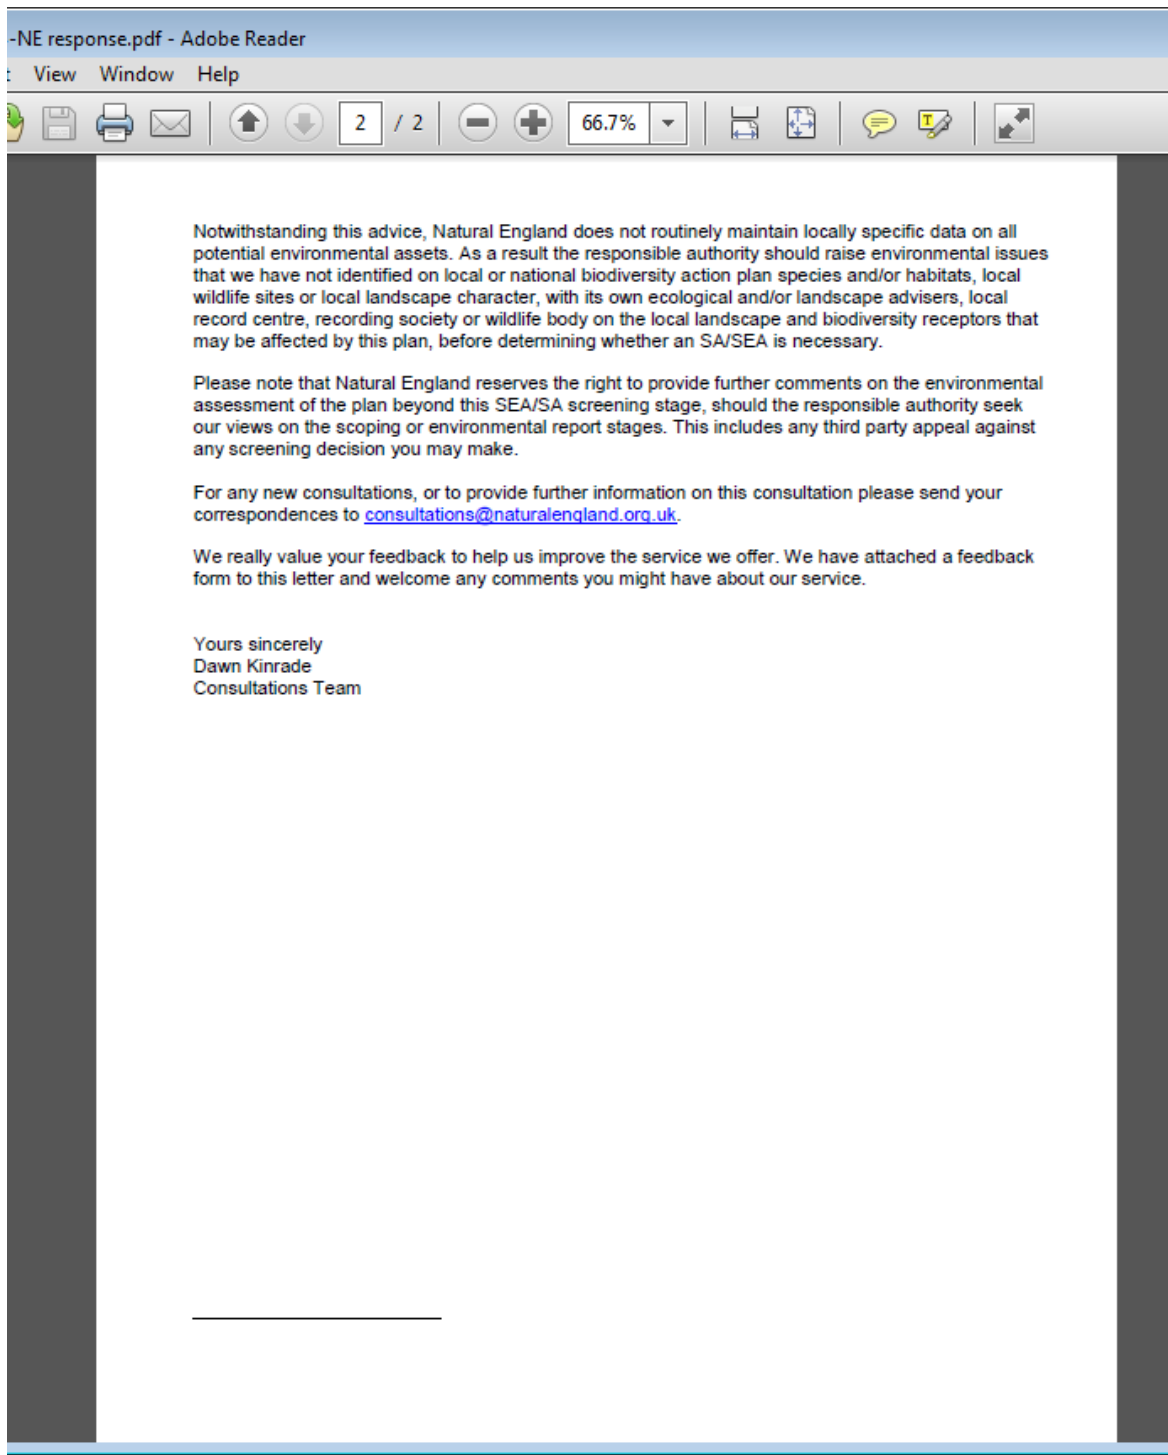 -NE response.pdf - Adobe Reader
View Window Help
2 / 2 66.7%
Notwithstanding this advice, Natural England does not routinely maintain locally specific data on all
potential environmental assets. As a result the responsible authority should raise environmental issues
that we have not identified on local or national biodiversity action plan species and/or habitats, local
wildlife sites or local landscape character, with its own ecological and/or landscape advisers, local
record centre, recording society or wildlife body on the local landscape and biodiversity receptors that
may be affected by this plan, before determining whether an SA/SEA is necessary.
Please note that Natural England reserves the right to provide further comments on the environmental
assessment of the plan beyond this SEA/SA screening stage, should the responsible authority seek
our views on the scoping or environmental report stages. This includes any third party appeal against
any screening decision you may make.
For any new consultations, or to provide further information on this consultation please send your
correspondences to consultations@naturalengland.org.uk.
We really value your feedback to help us improve the service we offer. We have attached a feedback
form to this letter and welcome any comments you might have about our service.
Yours sincerely
Dawn Kinrade
Consultations Team